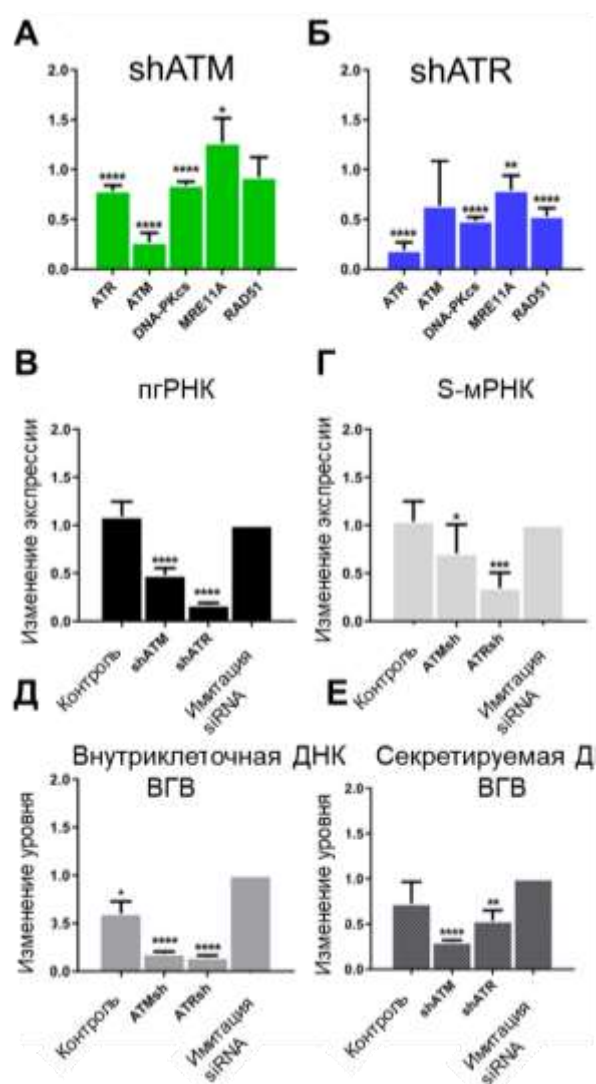 А
shATM
2.0
1.5
1.0
0.5
0.0
****
****
****
*
ATR
ATM
DNA-PKcs
MRE11A
RAD51
Б
shATR
2.0
1.5
1.0
0.5
0.0
****
****
**
****
ATR
ATM
DNA-PKcs
MRE11A
RAD51
В
пгРНК
Изменение экспрессии
2.0
1.5
1.0
0.5
0.0
****
****
Контроль
shATM
shATR
Имитация
siRNA
Г
S-мРНК
Изменение экспрессии
2.0
1.5
1.0
0.5
0.0
*
***
Контроль
ATMsh
ATRsh
Имитация
siRNA
Д
Внутриклеточная ДНК
ВГВ
Изменение уровня
2.0
1.5
1.0
3.5
0.0
*
****
****
Контроль
ATMsh
ATRsh
Имитация
siRNA
Е
Секретируемая Д
ВГВ
Изменение уровня
2.0
1.5
1.0
0.5
0.0
****
**
Контроль
shATM
shATR
Имитация
siRNA